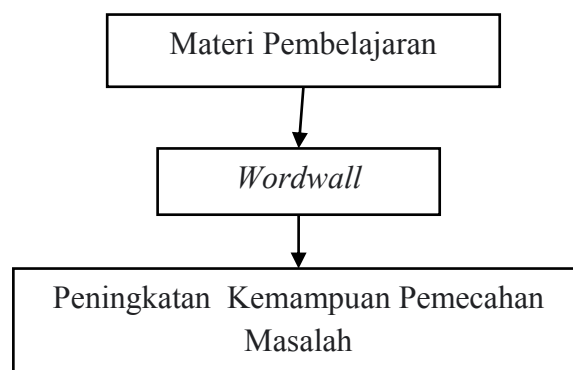 Materi Pembelajaran
Wordwall
Peningkatan Kemampuan Pemecahan
Masalah